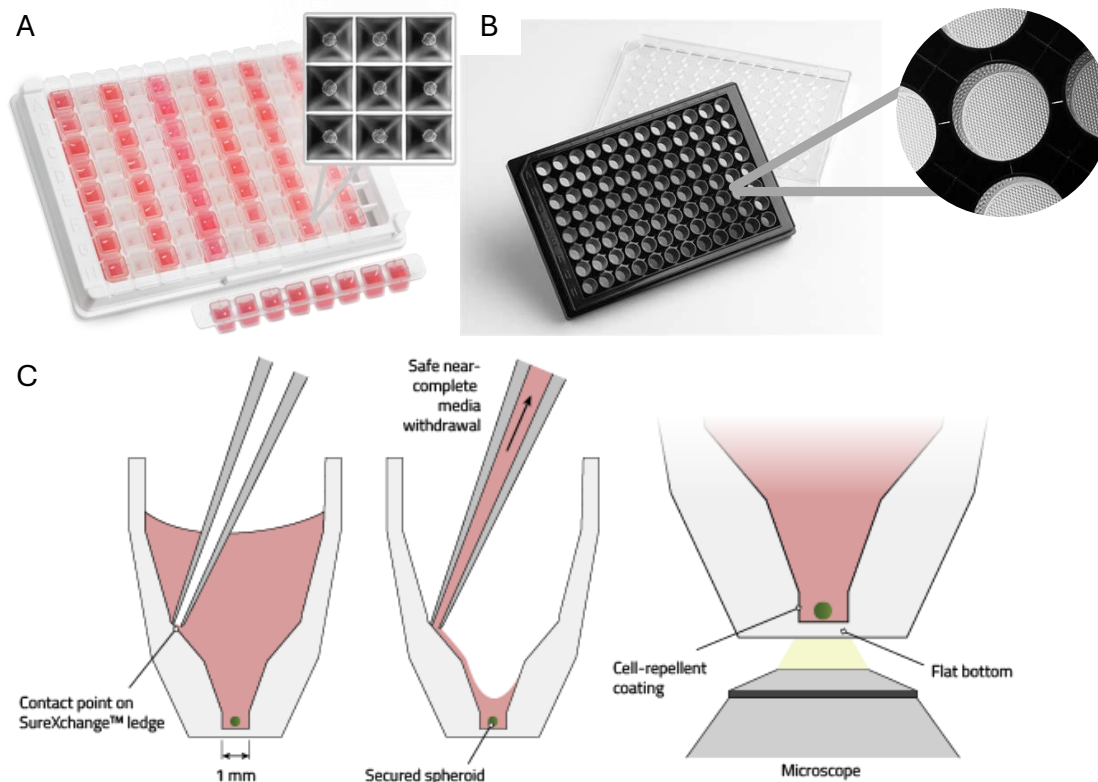 A
B
C
Safe near-
complete
media
withdrawal
Contact point on
SureXchange™ ledge
1 mm
Secured spheroid
Cell-repellent
coating
Flat bottom
Microscope